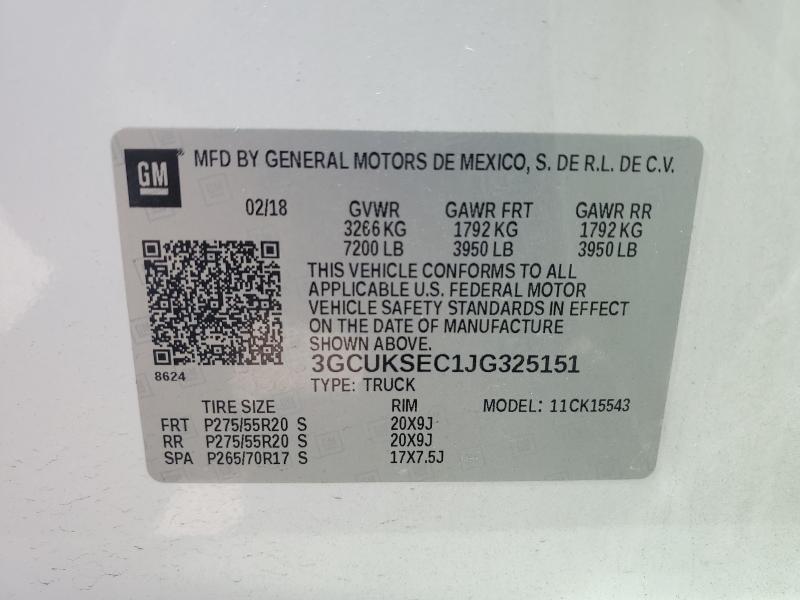 GM MFD BY GENERAL MOTORS DE MEXICO, S. DE R.L. DE C.V.
02/18 GVWR GAWR FRT GAWR RR
3266 KG 1792 KG 1792 KG
7200 LB 3950 LB 3950 LB
THIS VEHICLE CONFORMS TO ALL
APPLICABLE U.S. FEDERAL MOTOR
VEHICLE SAFETY STANDARDS IN EFFECT
ON THE DATE OF MANUFACTURE
SHOWN ABOVE.
3GCUKSEC1JG325151
8624 TYPE: TRUCK
TIRE SIZE RIM MODEL: 11CK15543
FRT P275/55R20 S 20X9J
RR P275/55R20 S 20X9J
SPA P265/70R17 S 17X7.5J